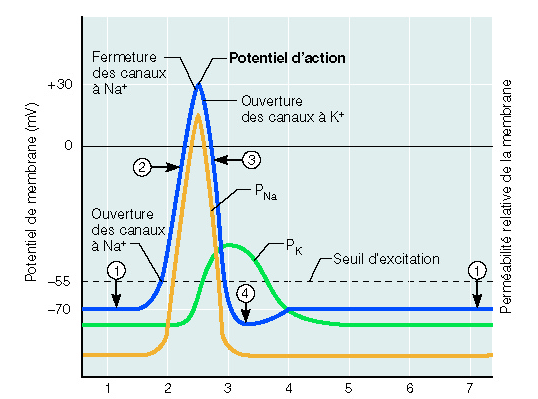 Fermeture
des canaux
à Na+
Potentiel d'action
+30
Ouverture
des canaux à K+
0
2
3
PNa
Ouverture
des canaux
à Na+
PK
Seuil d'excitation
1
1
–55
4
–70
1
2
3
4
5
6
7
Potentiel de membrane (mV)
Perméabilité relative de la membrane